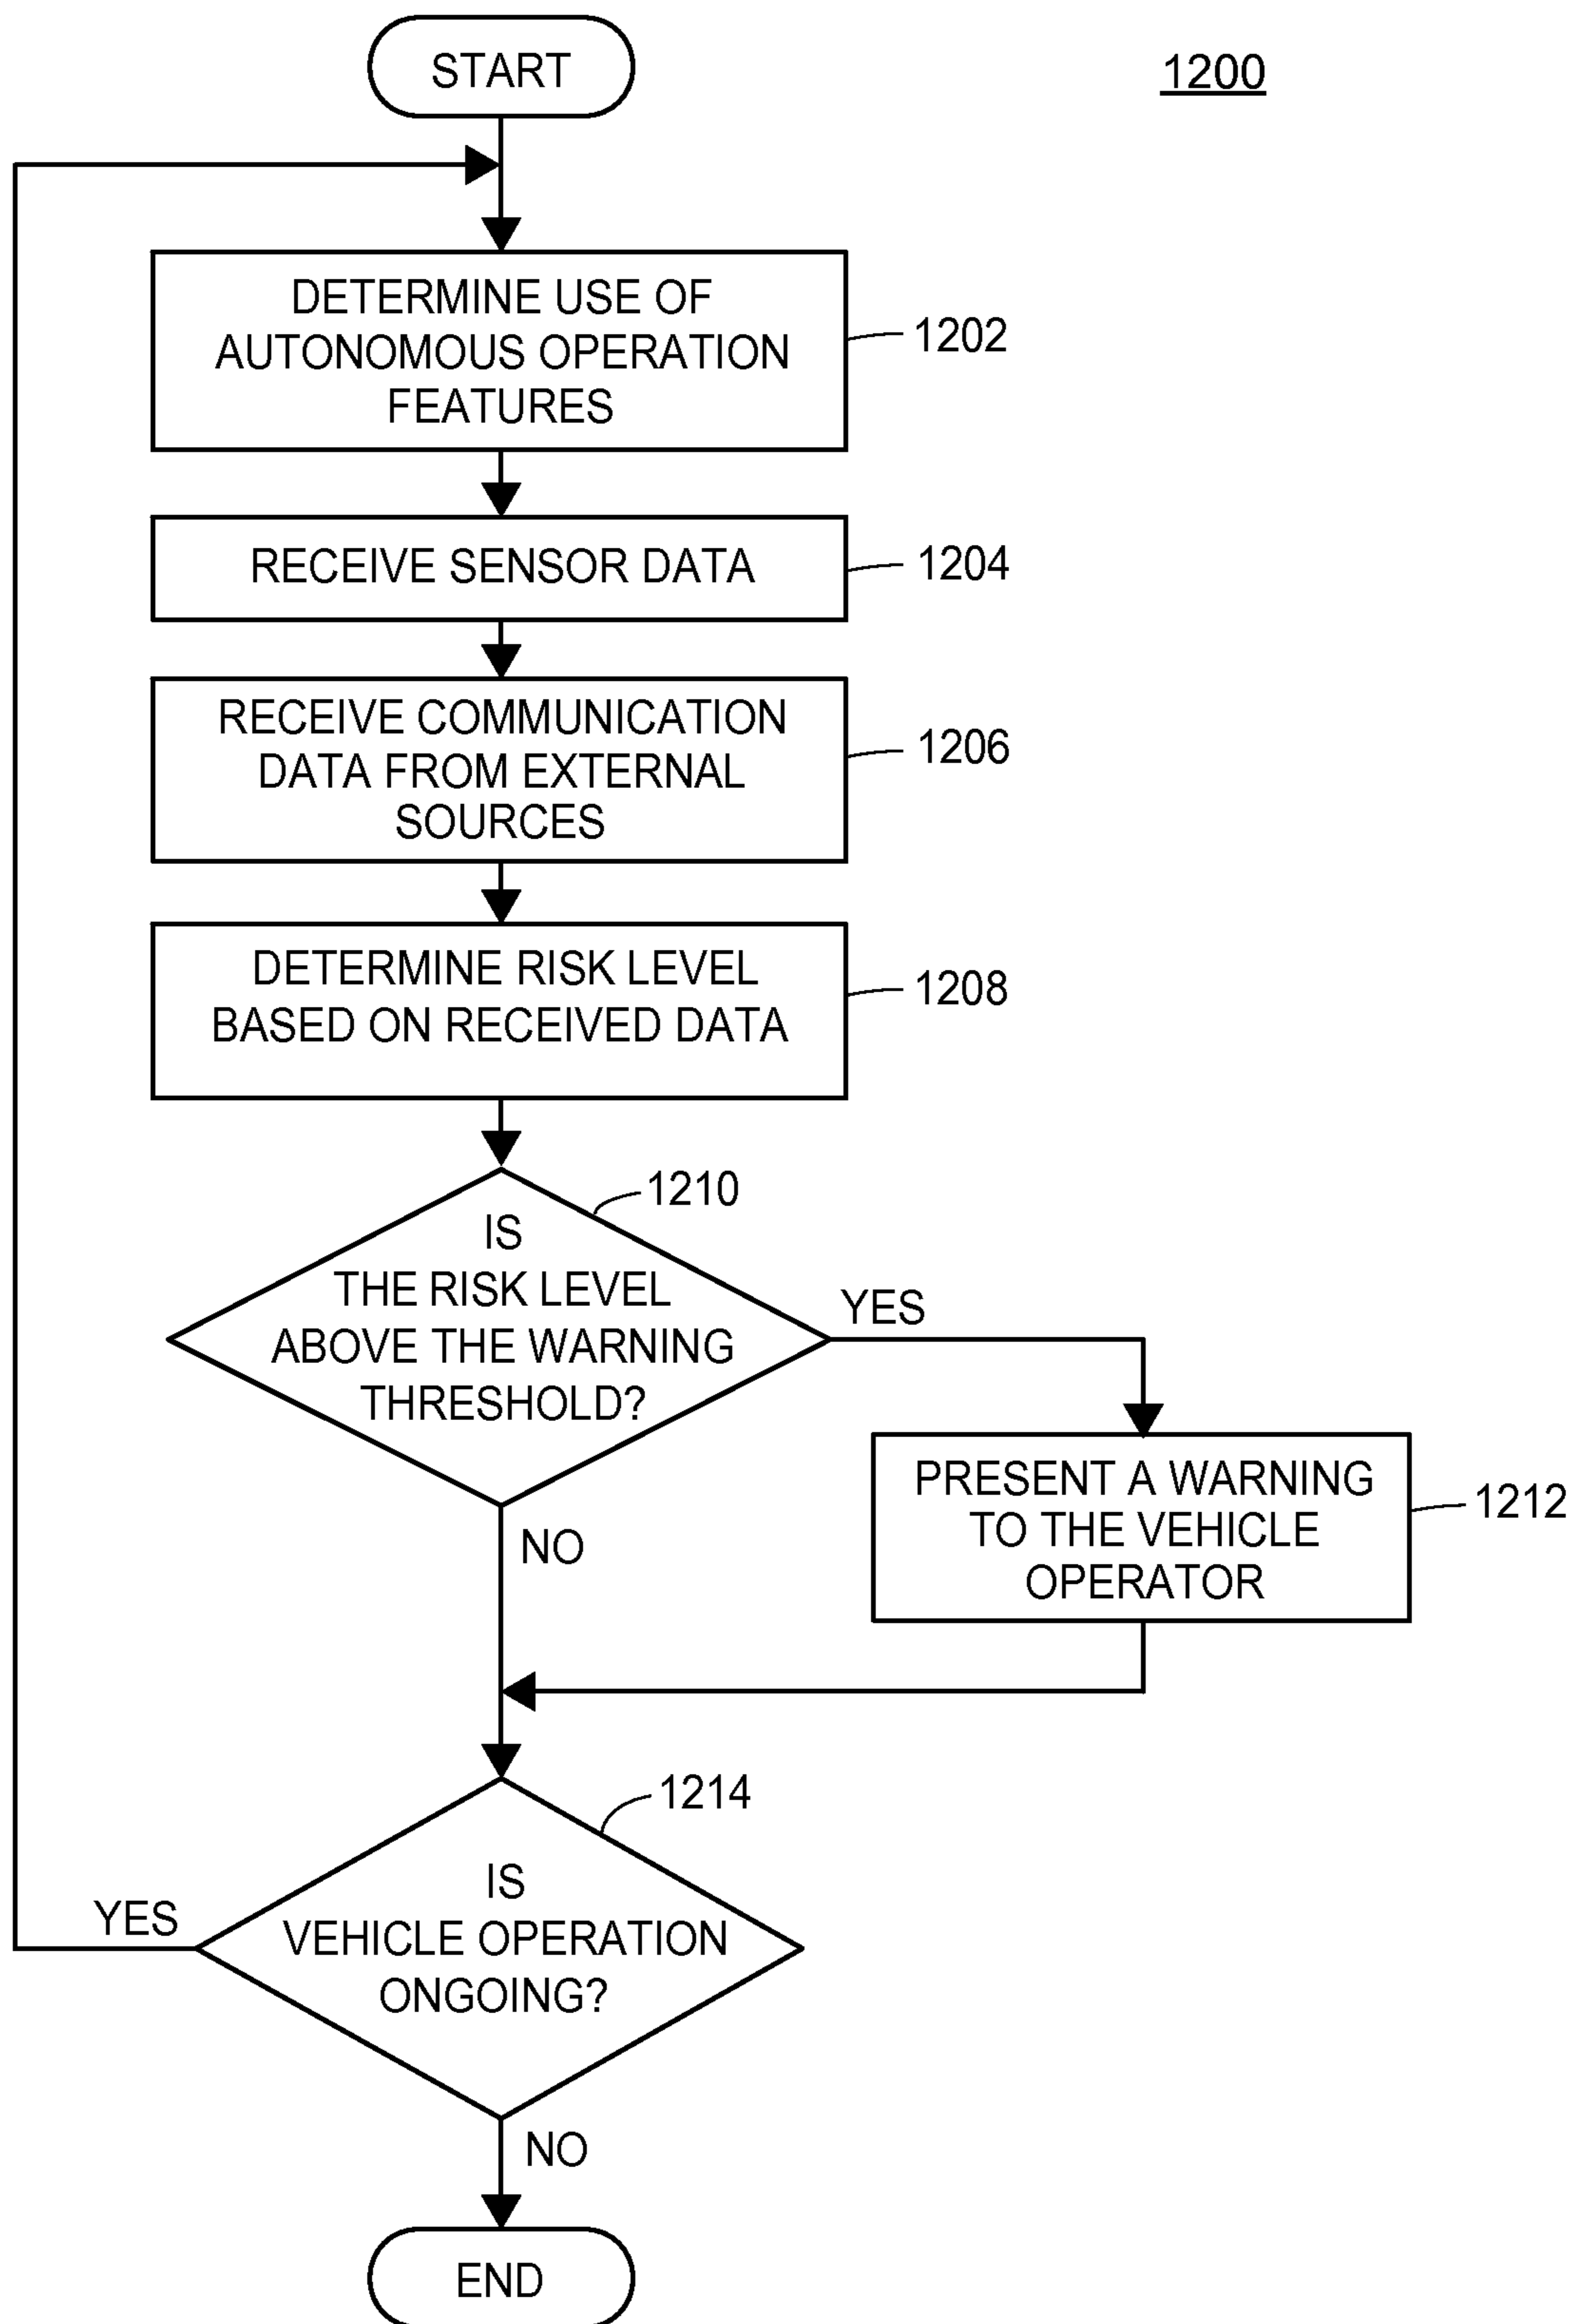 START
1200
DETERMINE USE OF
AUTONOMOUS OPERATION
FEATURES
1202
RECEIVE SENSOR DATA
1204
RECEIVE COMMUNICATION
DATA FROM EXTERNAL
SOURCES
1206
DETERMINE RISK LEVEL
BASED ON RECEIVED DATA
1208
1210
IS
THE RISK LEVEL
ABOVE THE WARNING
THRESHOLD?
YES
NO
PRESENT A WARNING
TO THE VEHICLE
OPERATOR
1212
1214
IS
VEHICLE OPERATION
ONGOING?
YES
NO
END